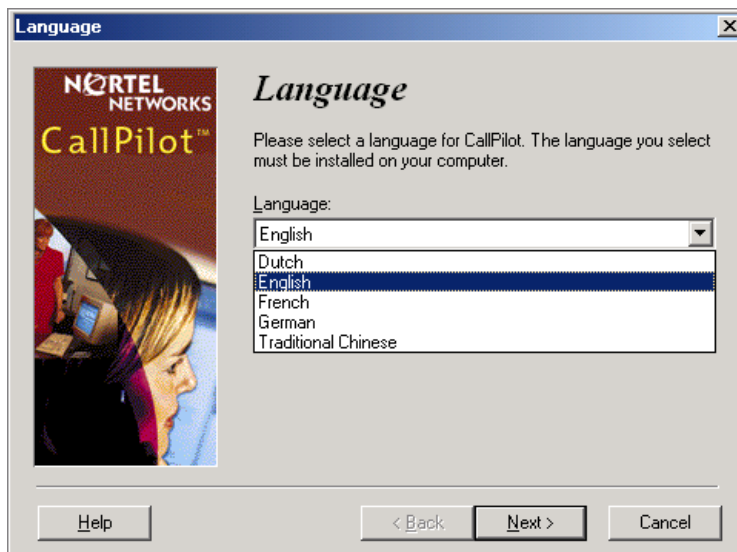 Language
NORTEL
NETWORKS
CallPilot™
Language
Please select a language for CallPilot. The language you select
must be installed on your computer.
Language:
English
Dutch
English
French
German
Traditional Chinese
Help
< Back
Next >
Cancel